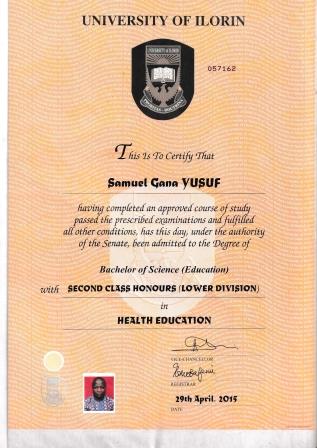 UNIVERSITY OF ILORIN
UNIVERSITY OF ILORIN
057162
This Is To Certify That
Samuel Gana YUSUF
having completed an approved course of study
passed the prescribed examinations and fulfilled
all other conditions, has this day, under the authority
of the Senate, been admitted to the Degree of
Bachelor of Science (Education)
with SECOND CLASS HONOURS (LOWER DIVISION)
in
HEALTH EDUCATION
VICE-CHANCELLOR
REGISTRAR
29th April. 2015
DATE